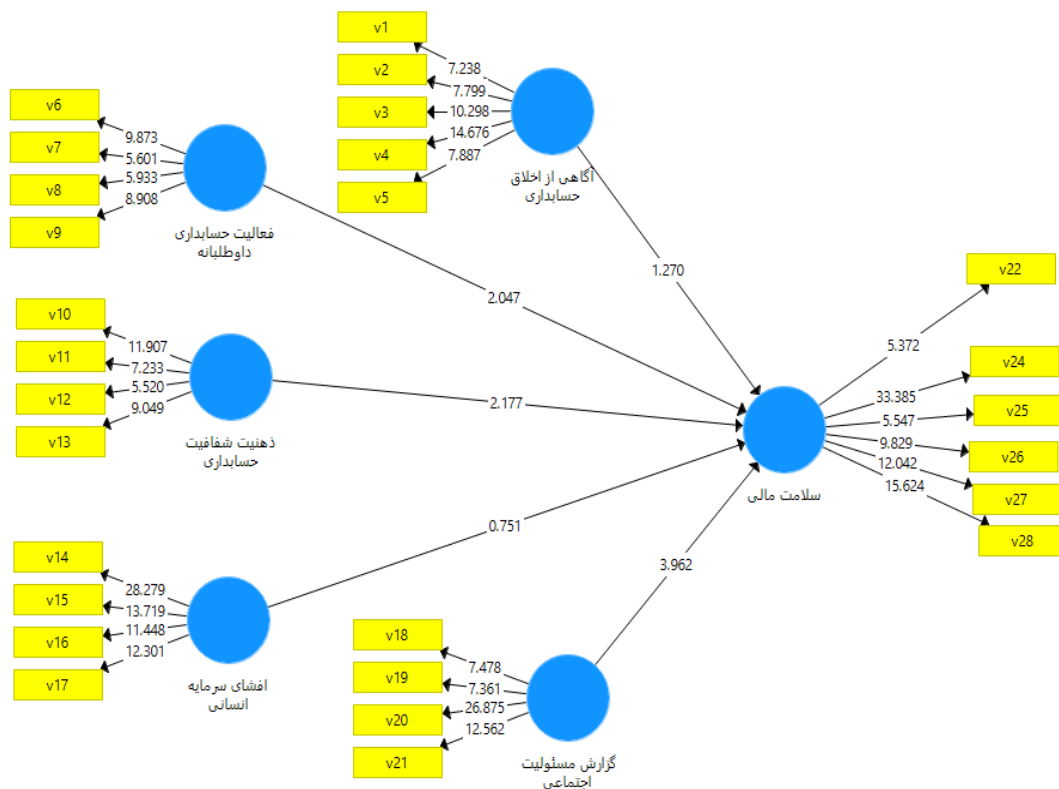 v1
7.238
v2
7.799
v3
10.298
v4
14.676
v5
7.887
آگاهی از اخلاق
حسابداری
1.270
v6
9.873
v7
5.601
v8
5.933
v9
8.908
فعالیت حسابداری
داوطلبانه
2.047
v10
11.907
v11
7.233
v12
5.520
v13
9.049
ذهنیت شفافیت
حسابداری
2.177
v14
28.279
v15
13.719
v16
11.448
v17
12.301
افشای سرمایه
انسانی
0.751
v18
7.478
v19
7.361
v20
26.875
v21
12.562
گزارش مسئولیت
اجتماعی
3.962
سلامت مالی
v22
5.372
v24
33.385
v25
5.547
v26
9.829
v27
12.042
v28
15.624